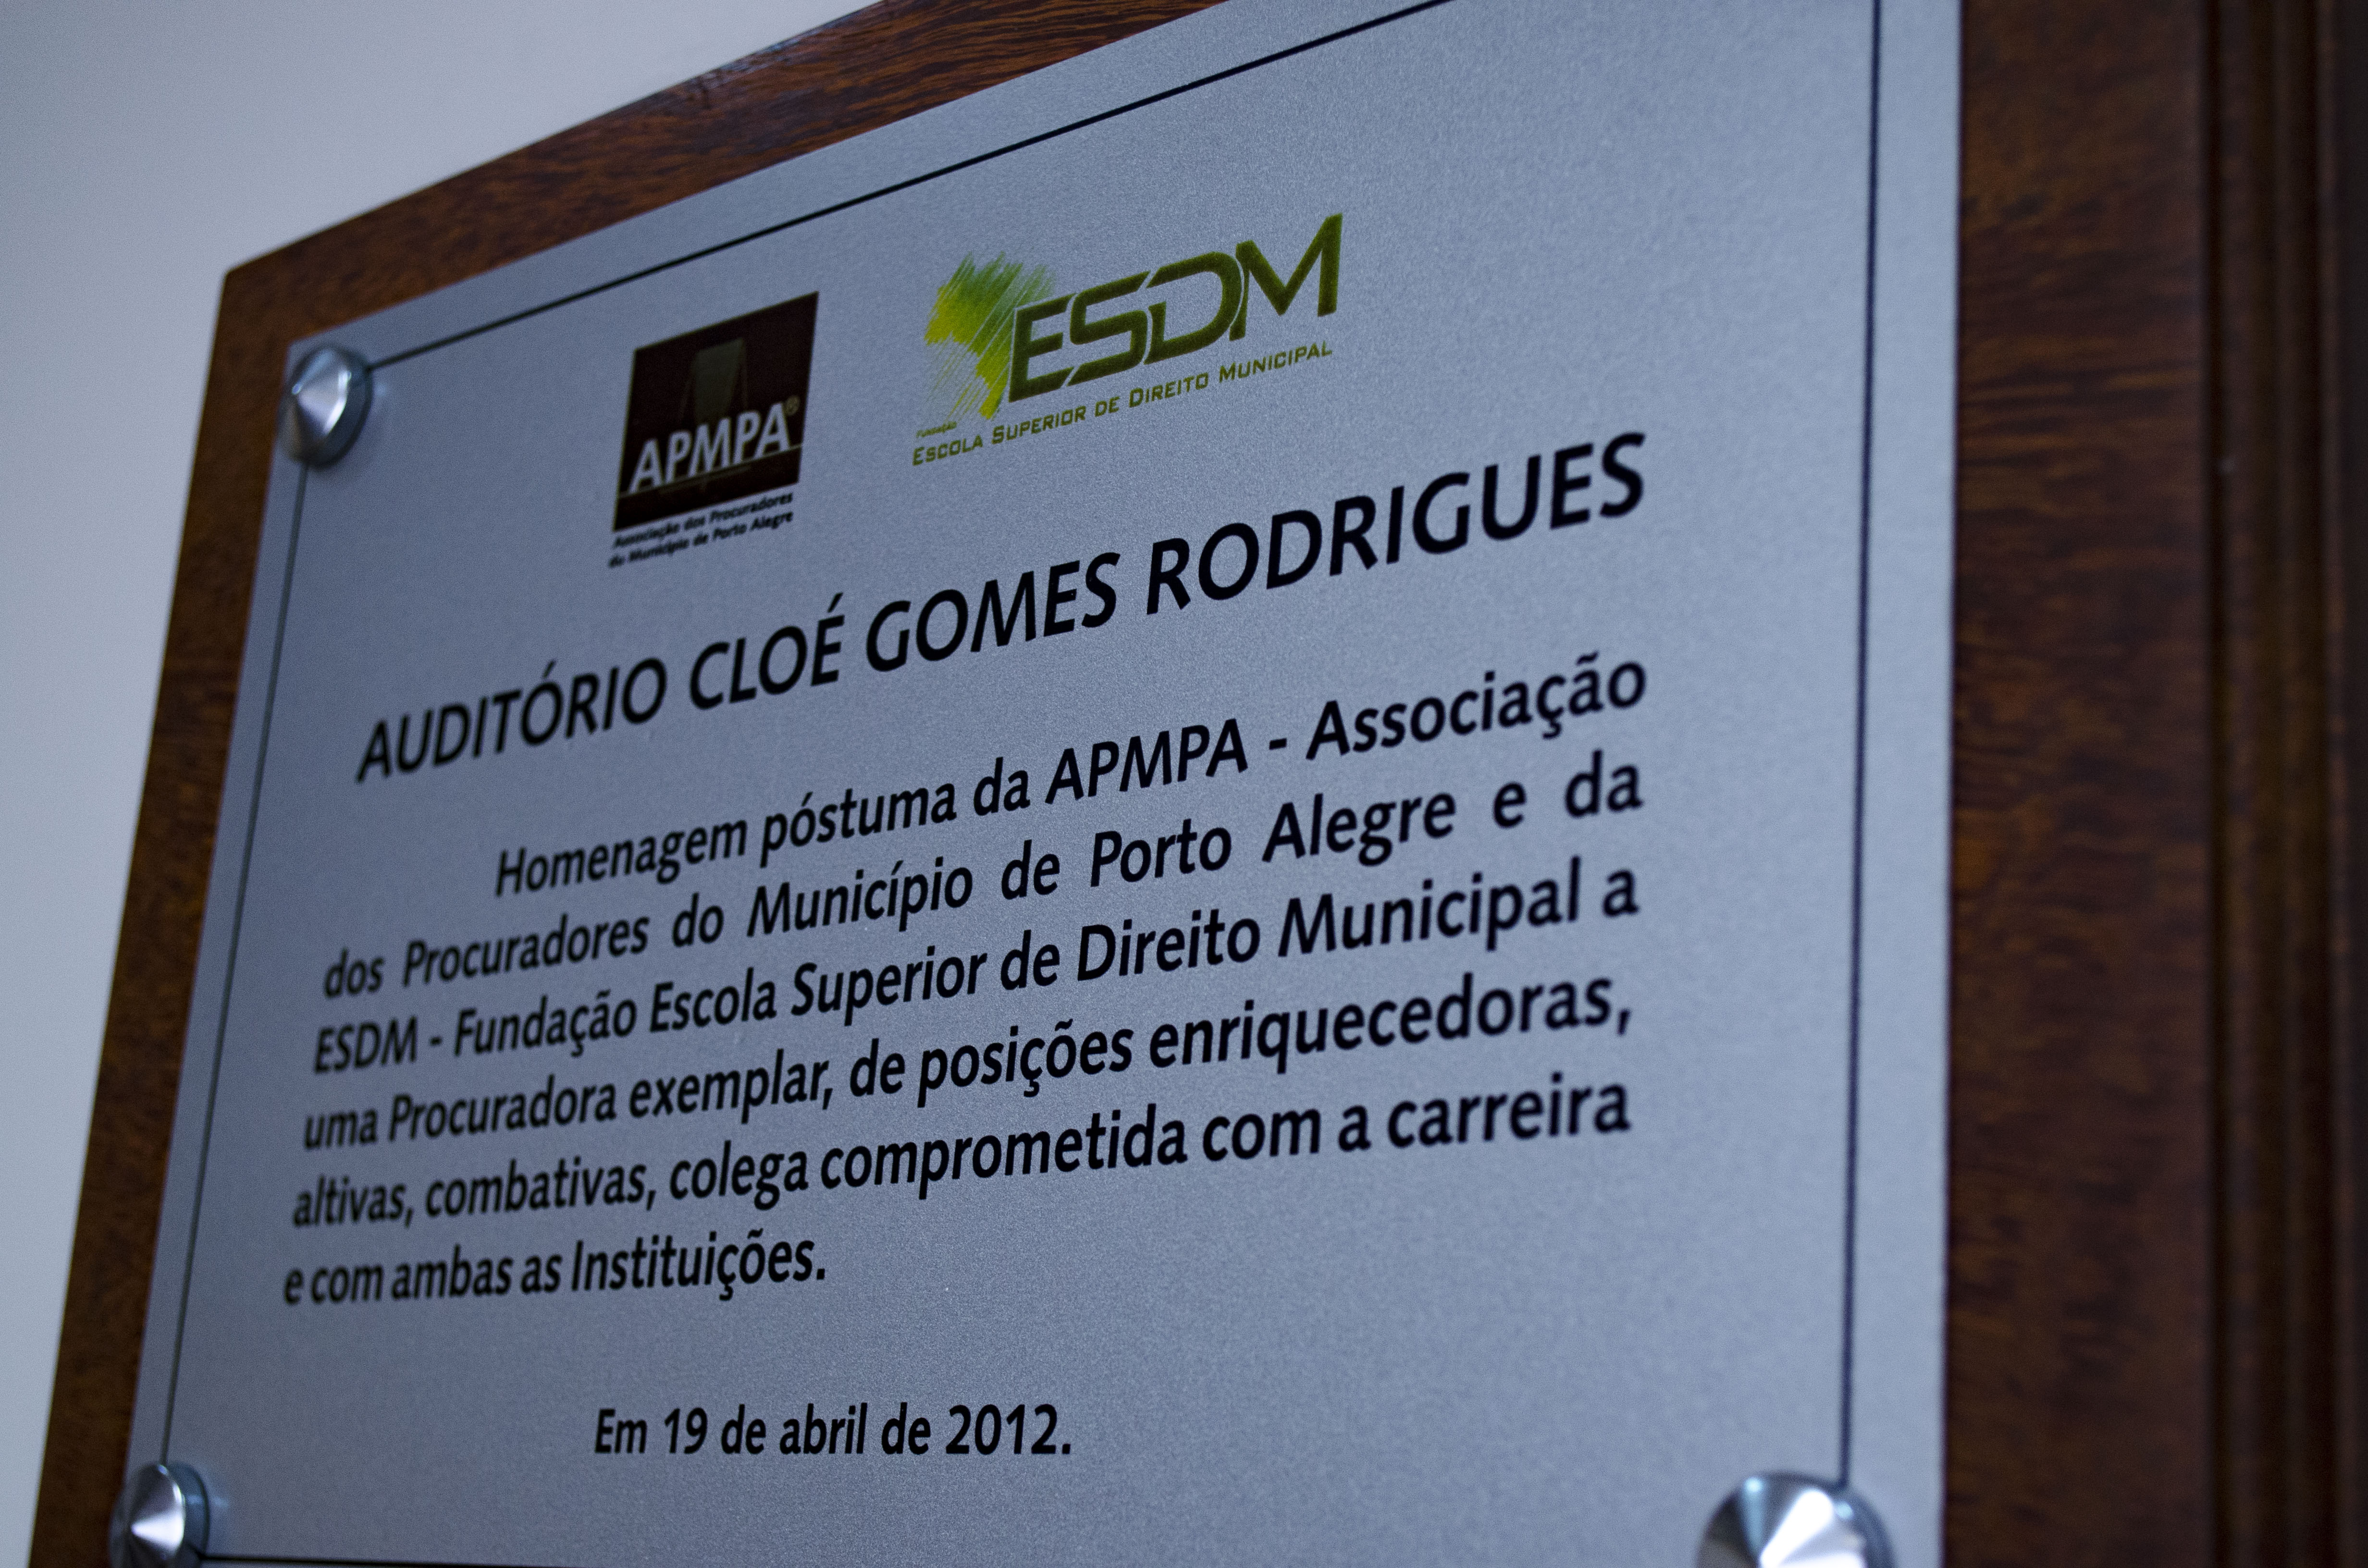 APMPA®
Associação dos Procuradores
do Município de Porto Alegre
ESDM
Fundação
Escola Superior de Direito Municipal
AUDITÓRIO CLOÉ GOMES RODRIGUES
Homenagem póstuma da APMPA - Associação
dos Procuradores do Município de Porto Alegre e da
ESDM - Fundação Escola Superior de Direito Municipal a
uma Procuradora exemplar, de posições enriquecedoras,
altivas, combativas, colega comprometida com a carreira
e com ambas as Instituições.
Em 19 de abril de 2012.